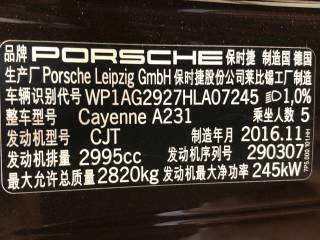 品牌 PORSCHE 保时捷 制造国 德国
生产厂 Porsche Leipzig GmbH 保时捷股份公司莱比锡工厂制造
车辆识别代号 WP1AG2927HLA07245 1,0%
整车型号 Cayenne A231 乘坐人数 5
发动机型号 CJT 制造年月 2016.11
发动机排量 2995cc 发动机序列号 290307
最大允许总质量 2820kg 发动机最大净功率 245kW